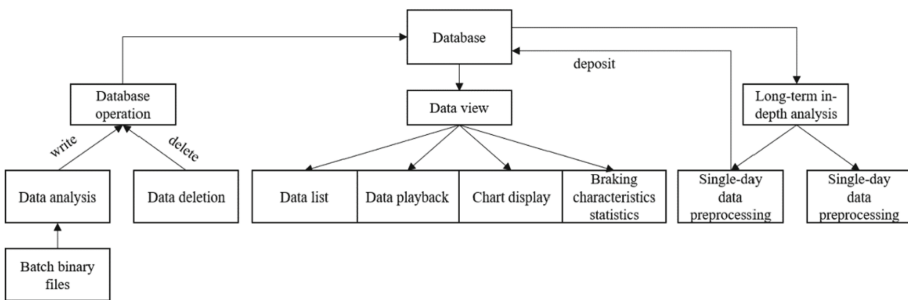 Database
deposit
Database
operation
Data view
Long-term in-
depth analysis
write
delete
Data analysis
Data deletion
Data list
Data playback
Chart display
Braking
characteristics
statistics
Single-day
data
preprocessing
Single-day
data
preprocessing
Batch binary
files